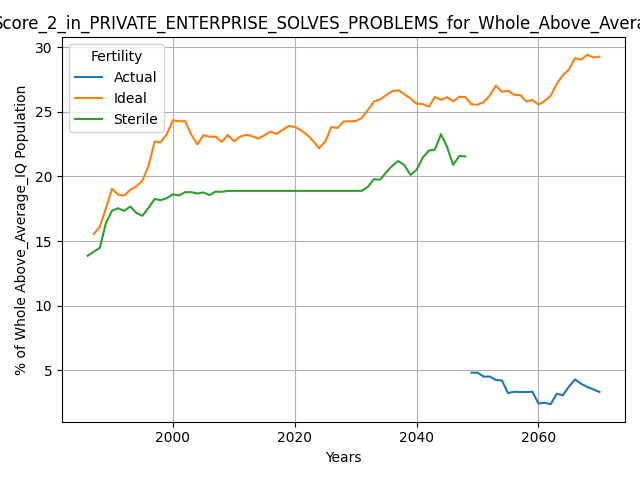 Score_2_in_PRIVATE_ENTERPRISE_SOLVES_PROBLEMS_for_Whole_Above_Avera
Fertility
Actual
Ideal
Sterile
% of Whole Above_Average_IQ Population
30
25
20
15
10
5
2000 2020 2040 2060
Years